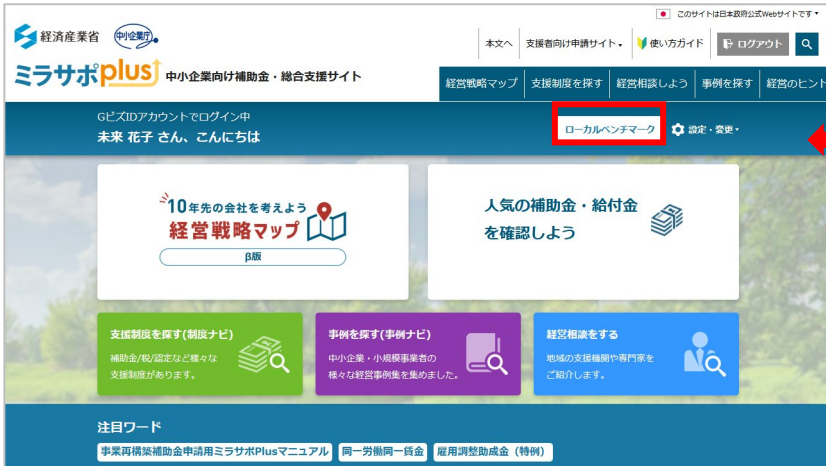 このサイトは日本政府公式Webサイトです
経済産業省
中小企業庁
本文へ
支援者向け申請サイト
使い方ガイド
ログアウト
ミラサポplus
中小企業向け補助金・総合支援サイト
経営戦略マップ
支援制度を探す
経営相談しよう
事例を探す
経営のヒント
GビズIDアカウントでログイン中
未来 花子 さん、こんにちは
ローカルベンチマーク
設定・変更
10年先の会社を考えよう
経営戦略マップ
β版
人気の補助金・給付金
を確認しよう
支援制度を探す(制度ナビ)
補助金/税/認定など様々な
支援制度があります。
事例を探す(事例ナビ)
中小企業・小規模事業者の
様々な経営事例集を集めました。
経営相談をする
地域の支援機関や専門家を
ご紹介します。
注目ワード
事業再構築補助金申請用ミラサポPlusマニュアル
同一労働同一賃金
雇用調整助成金（特例）